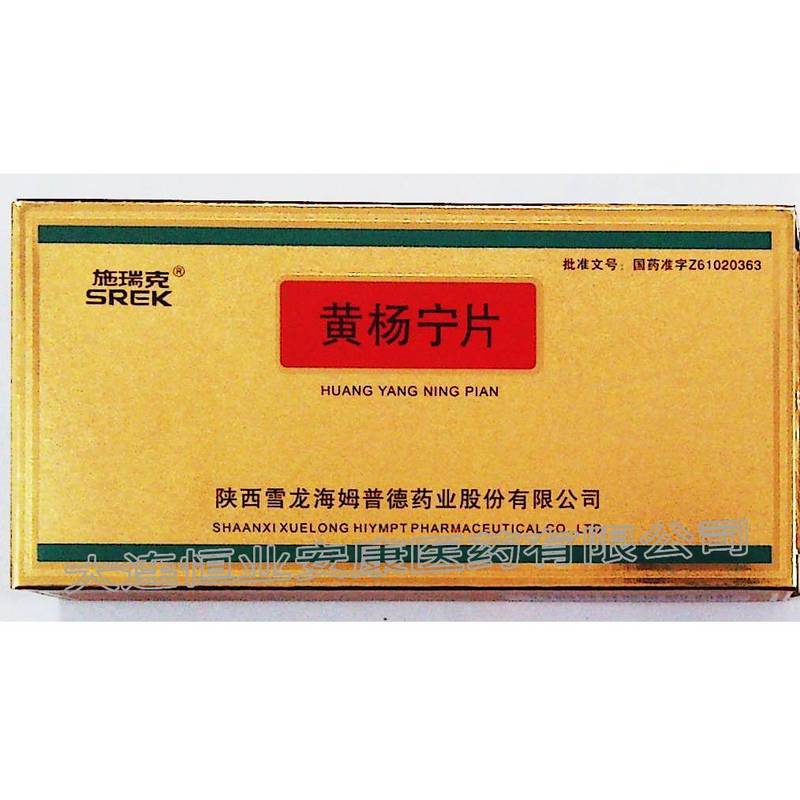 批准文号：国药准字Z61020363
施瑞克®
SREK
黄杨宁片
HUANG YANG NING PIAN
陕西雪龙海姆普德药业股份有限公司
SHAANXI XUELONG HIYMPT PHARMACEUTICAL CO., LTD.
大连恒业安康医药有限公司